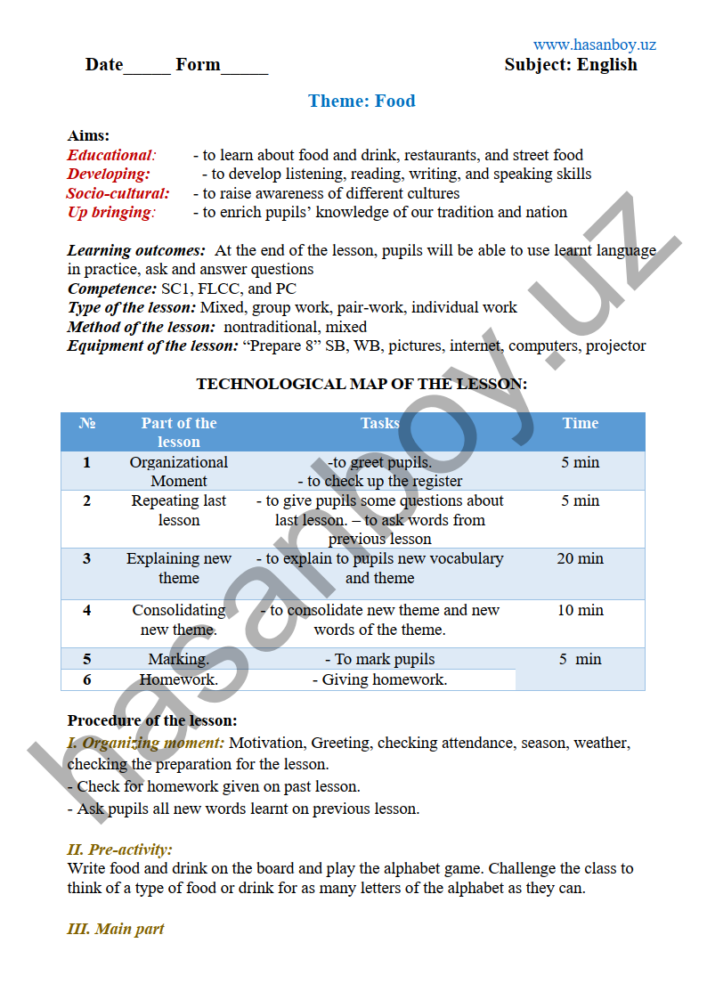 www.hasanboy.uz
Date_____ Form_____ Subject: English
Theme: Food
Aims:
Educational: - to learn about food and drink, restaurants, and street food
Developing: - to develop listening, reading, writing, and speaking skills
Socio-cultural: - to raise awareness of different cultures
Up bringing: - to enrich pupils’ knowledge of our tradition and nation
Learning outcomes: At the end of the lesson, pupils will be able to use learnt language
in practice, ask and answer questions
Competence: SC1, FLCC, and PC
Type of the lesson: Mixed, group work, pair-work, individual work
Method of the lesson: nontraditional, mixed
Equipment of the lesson: “Prepare 8” SB, WB, pictures, internet, computers, projector
TECHNOLOGICAL MAP OF THE LESSON:
№ Part of the Tasks Time
lesson
1 Organizational -to greet pupils. 5 min
Moment - to check up the register
2 Repeating last - to give pupils some questions about 5 min
lesson last lesson. – to ask words from
previous lesson
3 Explaining new - to explain to pupils new vocabulary 20 min
theme and theme
4 Consolidating - to consolidate new theme and new 10 min
new theme. words of the theme.
5 Marking. - To mark pupils 5 min
6 Homework. - Giving homework.
Procedure of the lesson:
I. Organizing moment: Motivation, Greeting, checking attendance, season, weather,
checking the preparation for the lesson.
- Check for homework given on past lesson.
- Ask pupils all new words learnt on previous lesson.
II. Pre-activity:
Write food and drink on the board and play the alphabet game. Challenge the class to
think of a type of food or drink for as many letters of the alphabet as they can.
III. Main part
hasanboy.uz